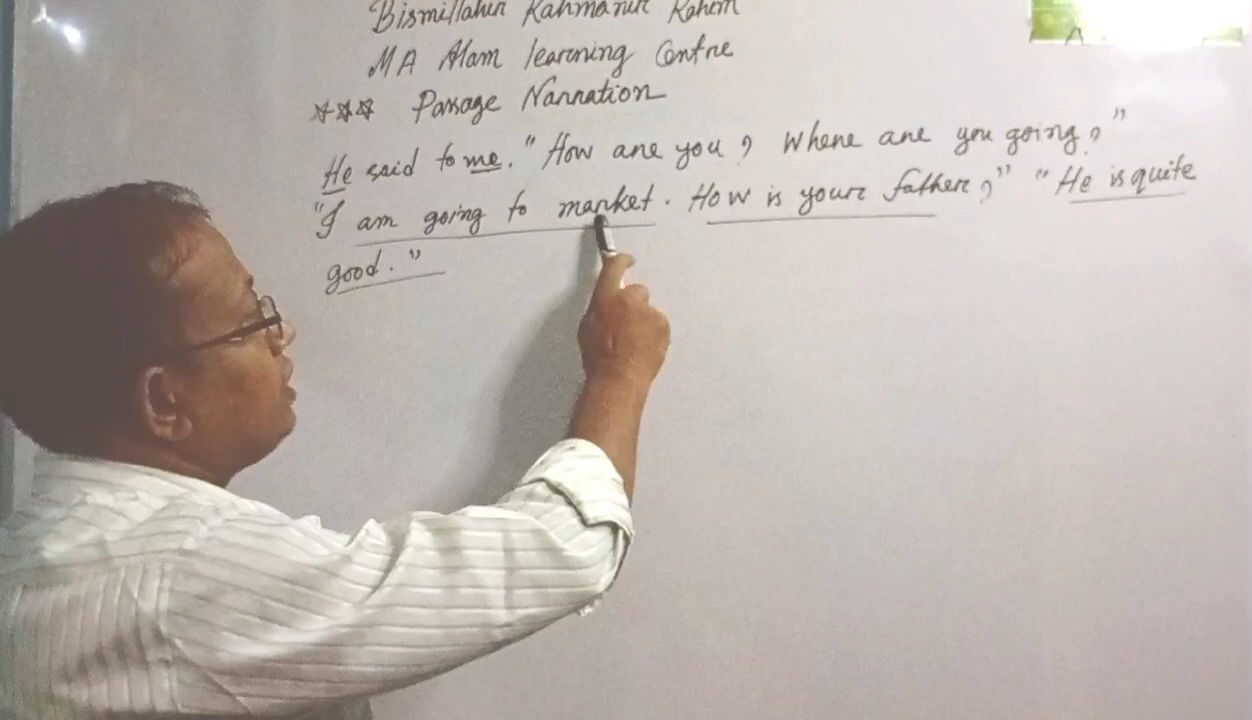 Bismillahir Rahmanir Rahim
MA Alam learning Centre
*** Passage Narration
He said to me, "How are you? Where are you going?"
"I am going to market. How is your father?" "He is quite
good."